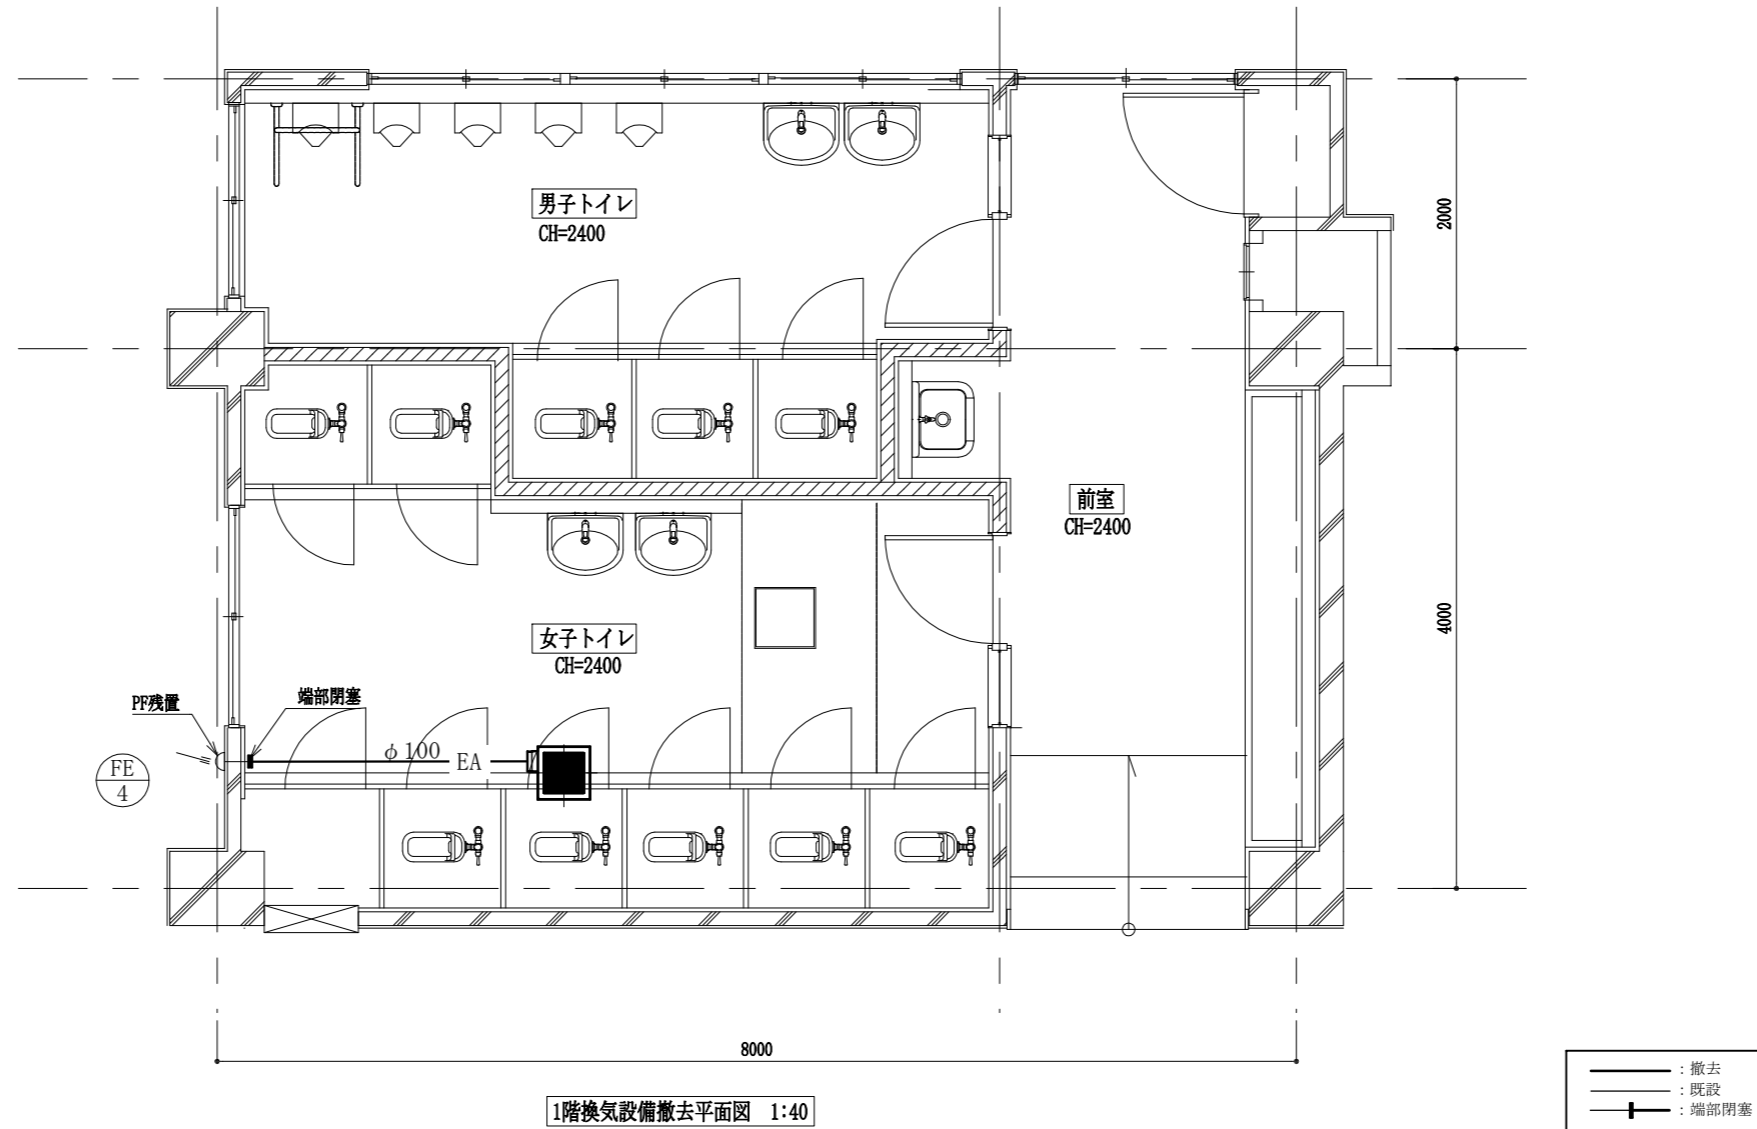 男子トイレ
CH=2400
2000
前室
CH=2400
女子トイレ
CH=2400
4000
PF残置
端部閉塞
φ100
EA
FE
4
8000
1階換気設備撤去平面図 1:40
：撤去
：既設
：端部閉塞